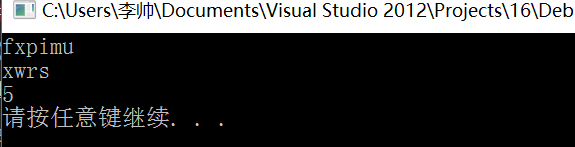 C:\Users\李帅\Documents\Visual Studio 2012\Projects\16\Deb
fxpimu
xwrs
5
请按任意键继续. . .